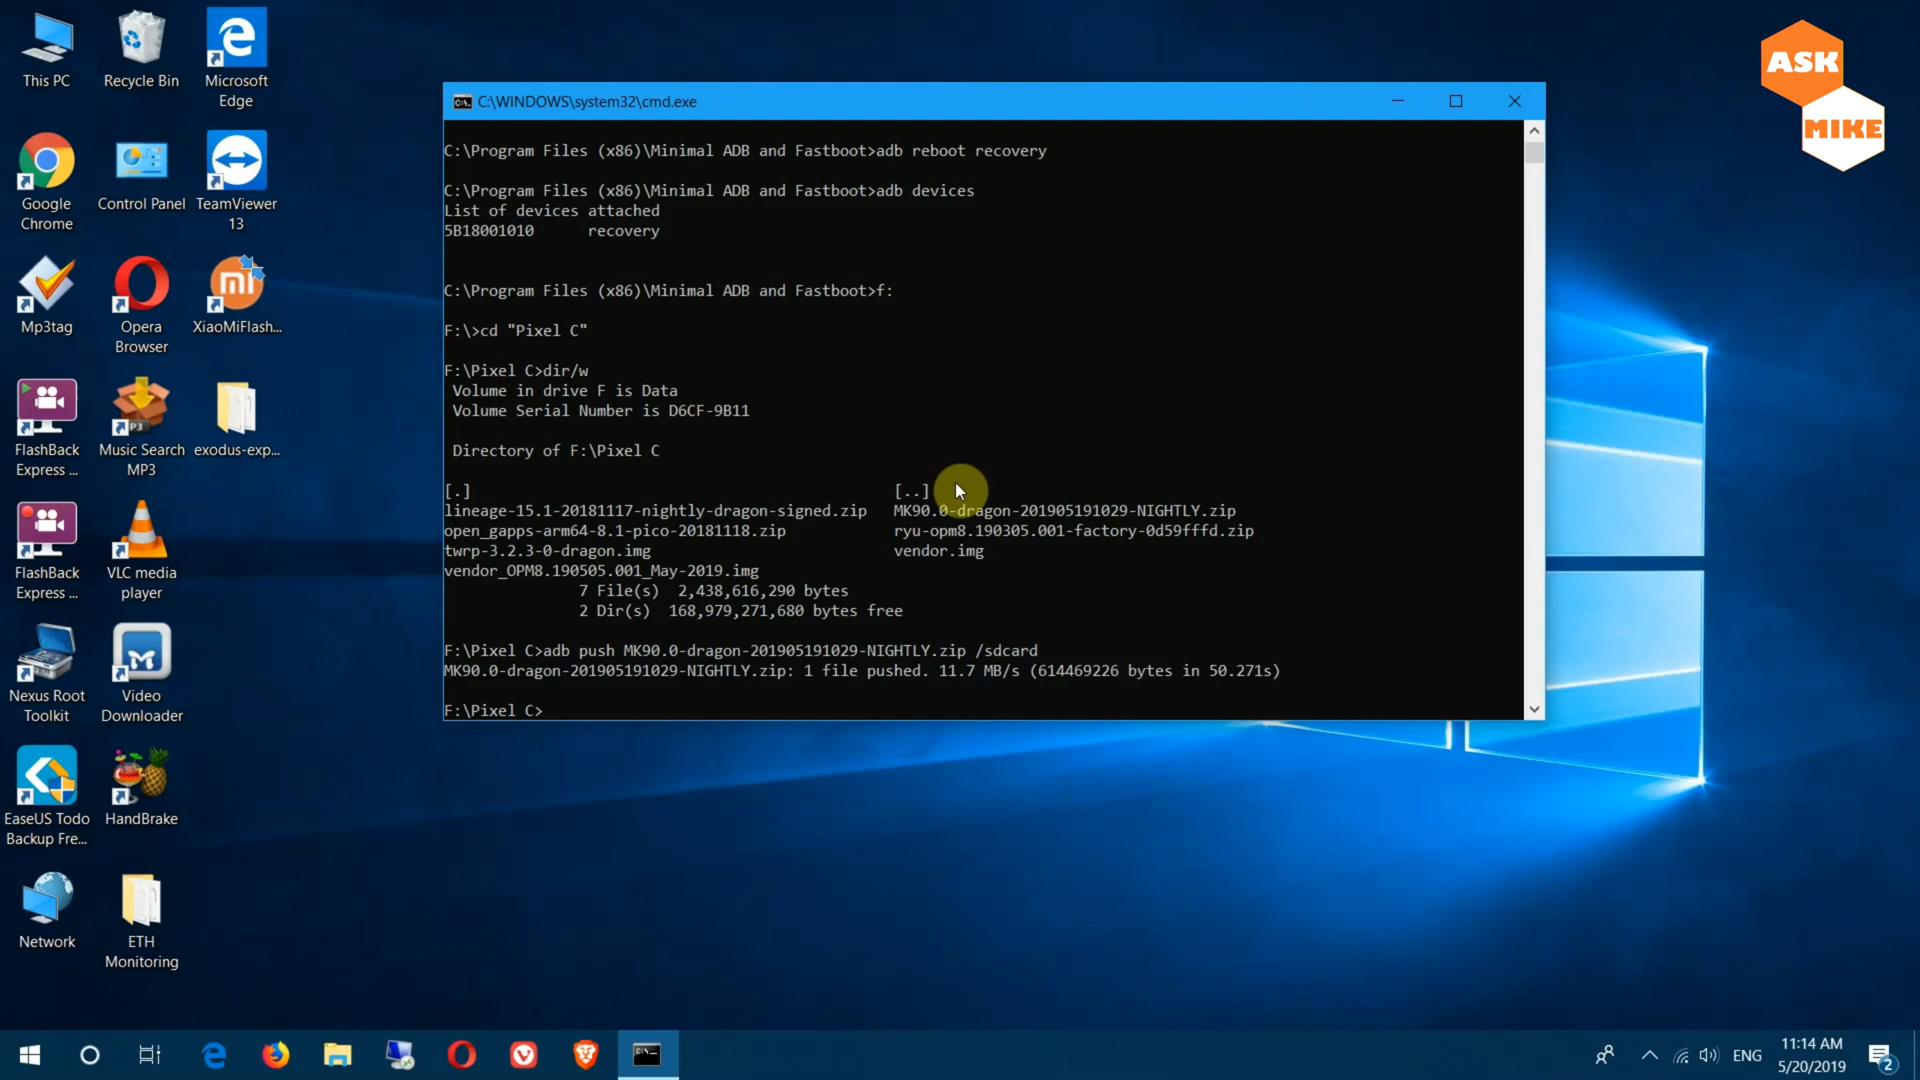 This PC
Recycle Bin
Microsoft
Edge
Google
Chrome
Control Panel
TeamViewer
13
Mp3tag
Opera
Browser
XiaoMiFlash...
FlashBack
Express ...
Music Search
MP3
exodus-exp...
FlashBack
Express ...
VLC media
player
Nexus Root
Toolkit
Video
Downloader
EaseUS Todo
Backup Fre...
HandBrake
Network
ETH
Monitoring
ASK
MIKE
C:\WINDOWS\system32\cmd.exe
C:\Program Files (x86)\Minimal ADB and Fastboot>adb reboot recovery
C:\Program Files (x86)\Minimal ADB and Fastboot>adb devices
List of devices attached
5B18001010      recovery
C:\Program Files (x86)\Minimal ADB and Fastboot>f:
F:\>cd "Pixel C"
F:\Pixel C>dir/w
Volume in drive F is Data
Volume Serial Number is D6CF-9B11
Directory of F:\Pixel C
[.] [..]
lineage-15.1-20181117-nightly-dragon-signed.zip MK90.0-dragon-201905191029-NIGHTLY.zip
open_gapps-arm64-8.1-pico-20181118.zip ryu-opm8.190305.001-factory-0d59fffd.zip
twrp-3.2.3-0-dragon.img vendor.img
vendor_OPM8.190505.001_May-2019.img
7 File(s)  2,438,616,290 bytes
2 Dir(s)  168,979,271,680 bytes free
F:\Pixel C>adb push MK90.0-dragon-201905191029-NIGHTLY.zip /sdcard
MK90.0-dragon-201905191029-NIGHTLY.zip: 1 file pushed. 11.7 MB/s (614469226 bytes in 50.271s)
F:\Pixel C>
ENG
11:14 AM
5/20/2019
2